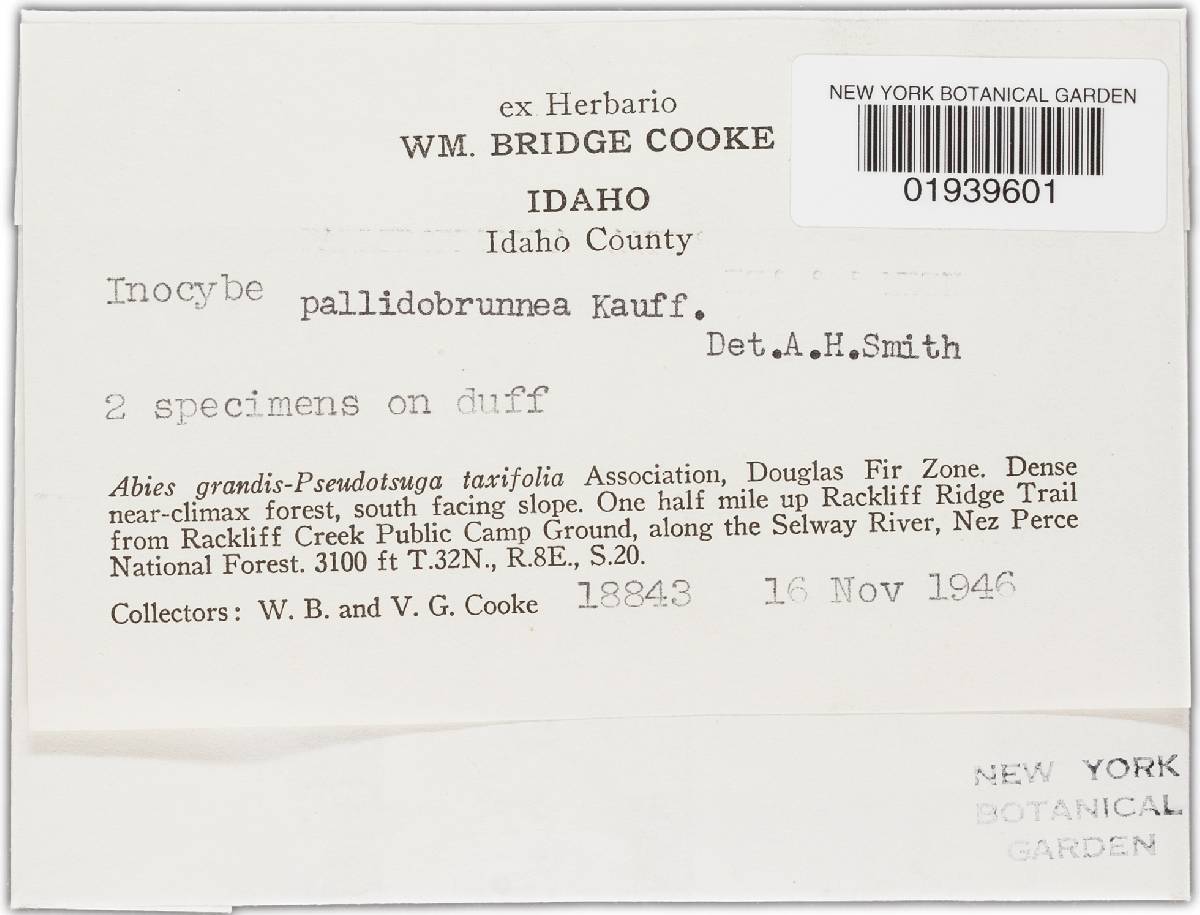 NEW YORK BOTANICAL GARDEN
01939601
ex Herbario
WM. BRIDGE COOKE
IDAHO
Idaho County
Inocybe pallidobrunnea Kauff.
Det.A.H.Smith
2 specimens on duff
Abies grandis-Pseudotsuga taxifolia Association, Douglas Fir Zone. Dense
near-climax forest, south facing slope. One half mile up Rackliff Ridge Trail
from Rackliff Creek Public Camp Ground, along the Selway River, Nez Perce
National Forest. 3100 ft T.32N., R.8E., S.20.
Collectors: W. B. and V. G. Cooke 18843 16 Nov 1946
NEW YORK
BOTANICAL
GARDEN